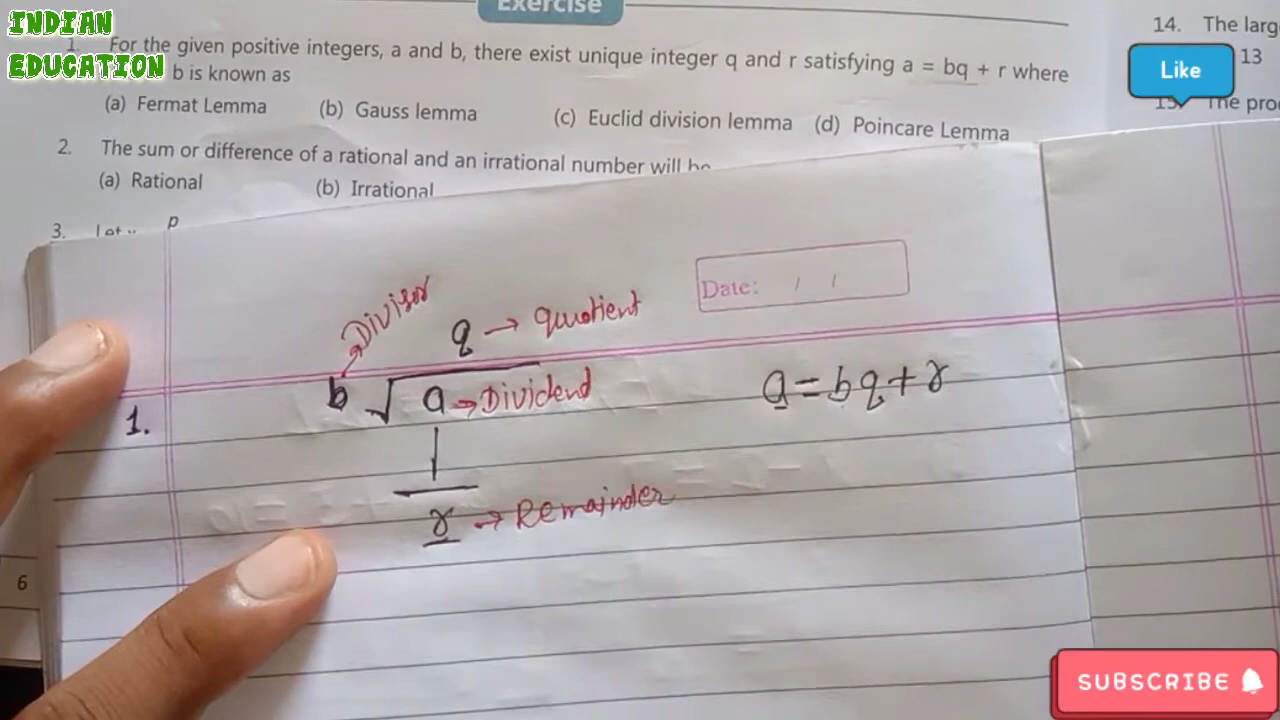 INDIAN
EDUCATION
Exercise
1. For the given positive integers, a and b, there exist unique integer q and r satisfying a = bq + r where
b is known as
(a) Fermat Lemma (b) Gauss lemma (c) Euclid division lemma (d) Poincare Lemma
2. The sum or difference of a rational and an irrational number will
(a) Rational (b) Irrational
3. p
14. The
13
Like
15. The
Date: / /
Divisor
q → quotient
b √ a → Dividend
a = bq + r
1.
r → Remainder
6
SUBSCRIBE